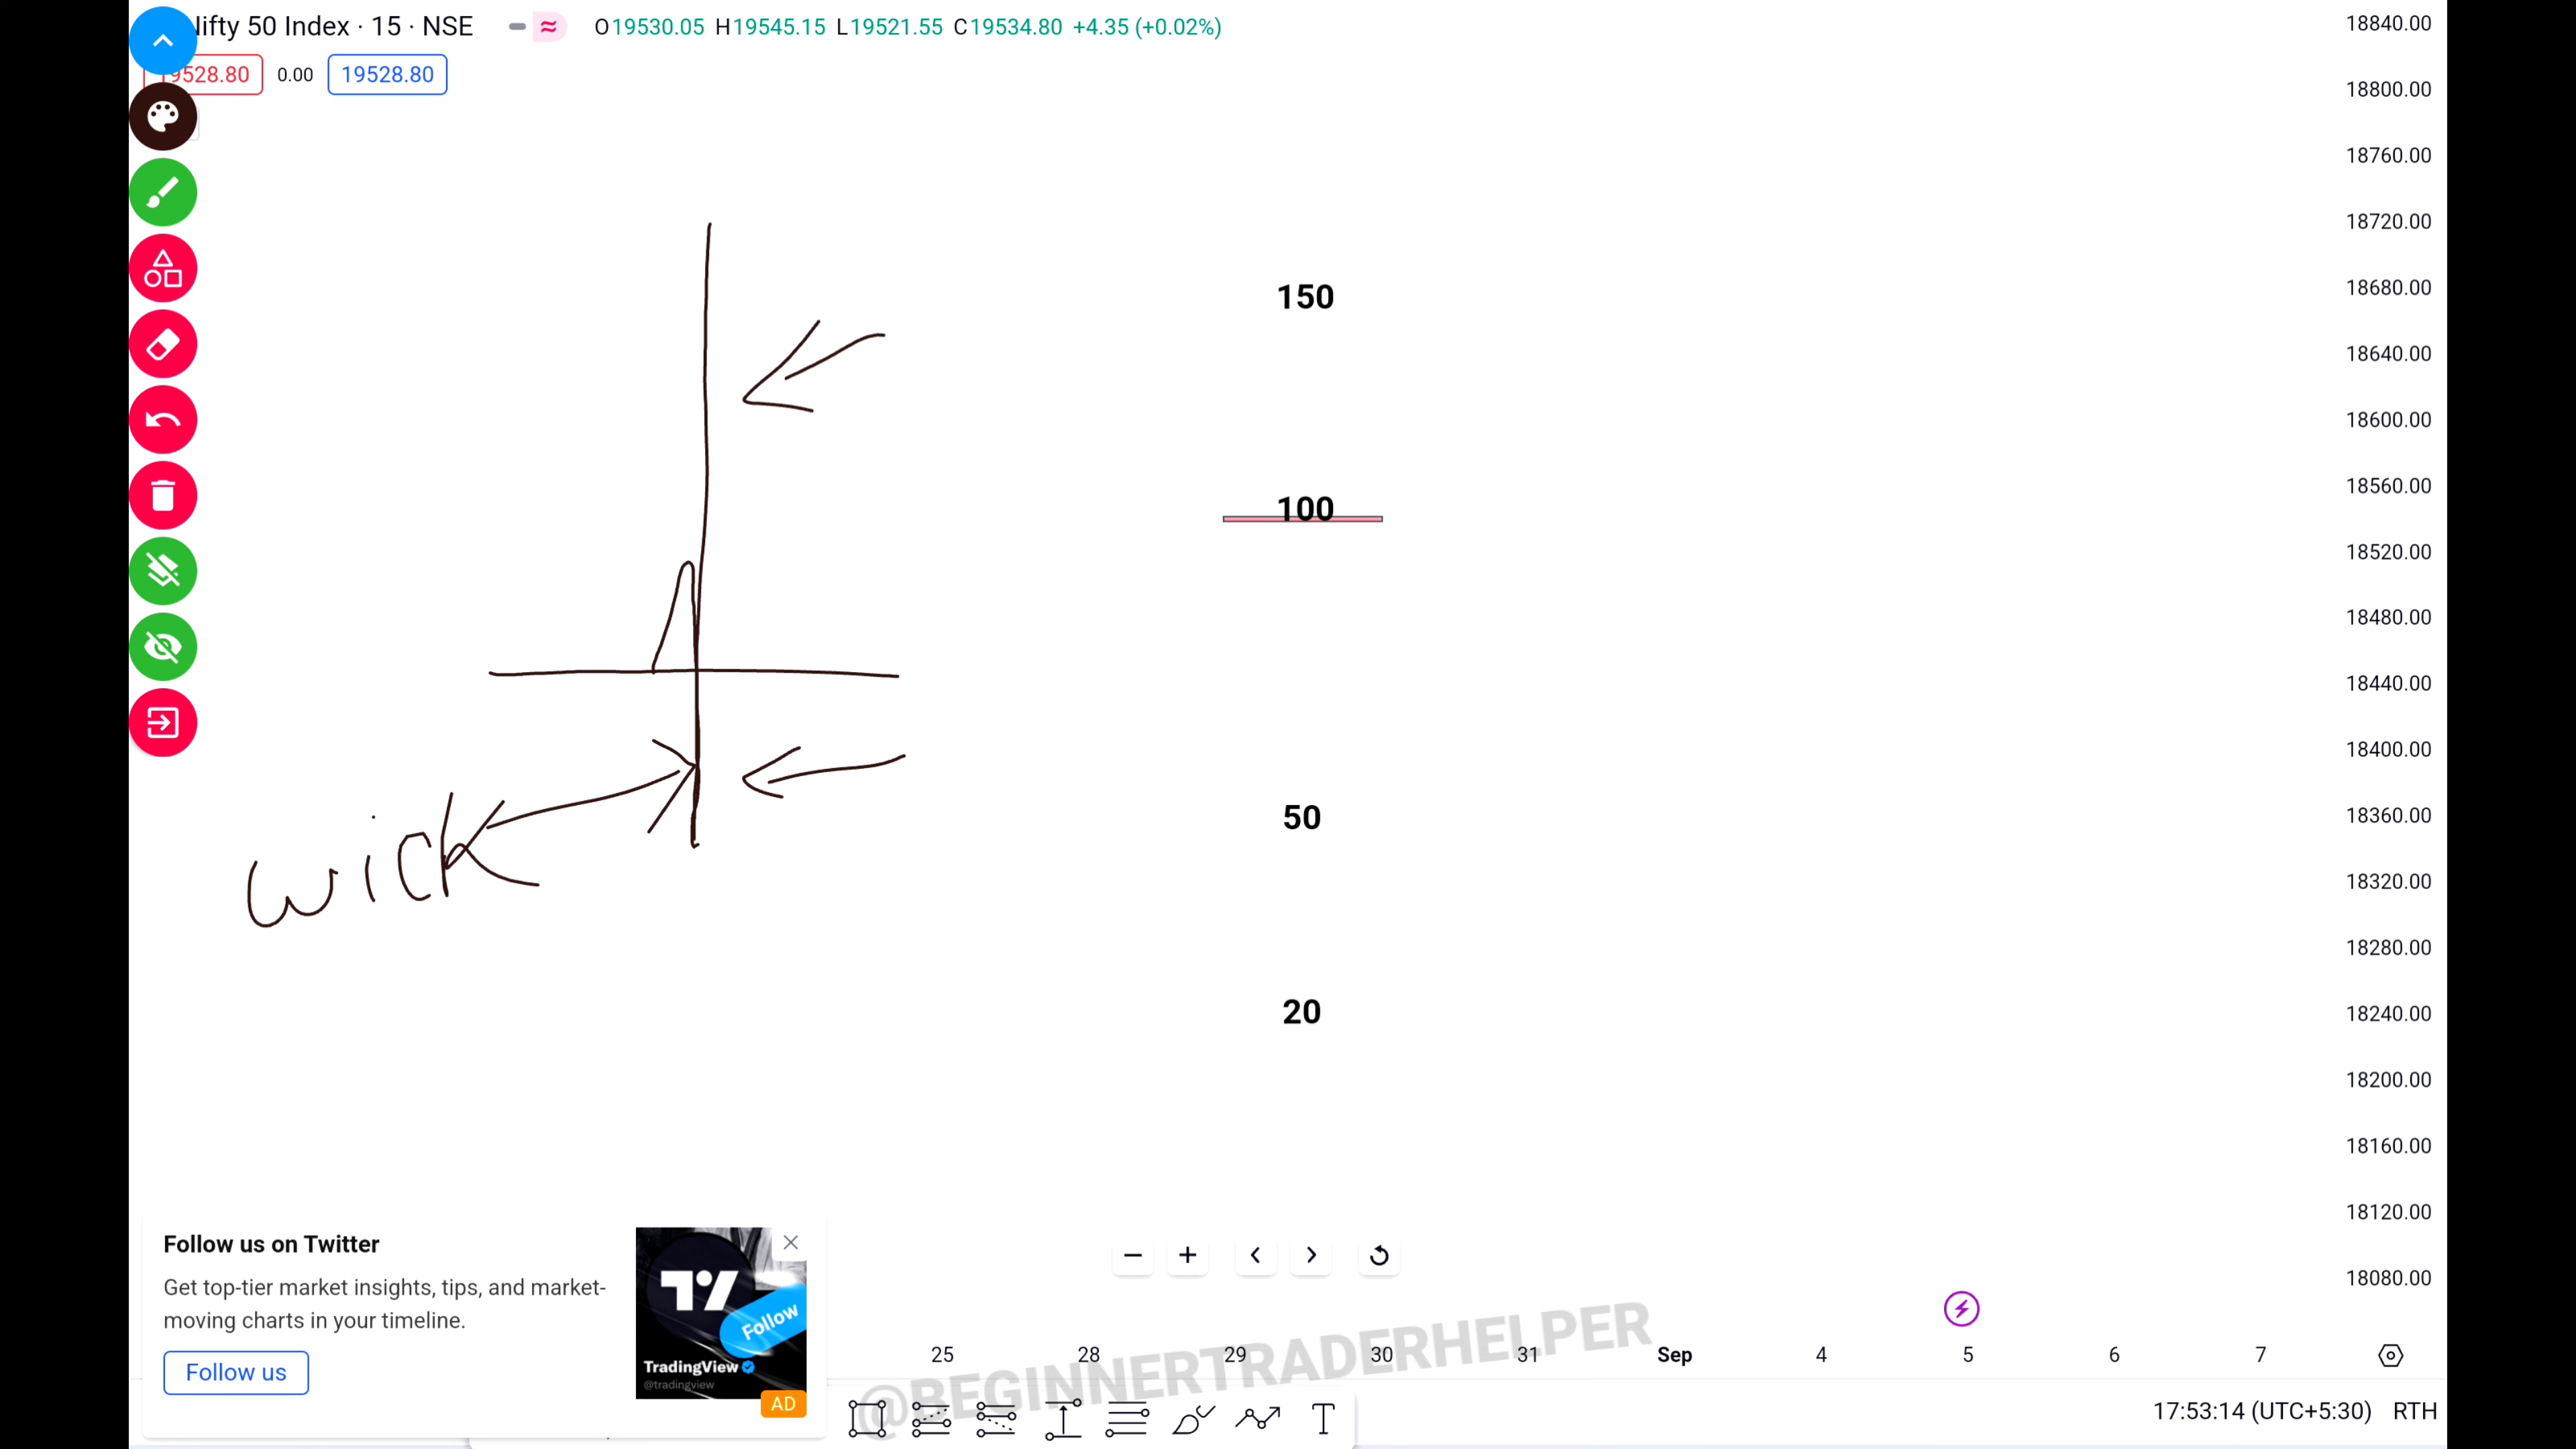 Nifty 50 Index · 15 · NSE O19530.05 H19545.15 L19521.55 C19534.80 +4.35 (+0.02%)
19528.80 0.00 19528.80
18840.00
18800.00
18760.00
18720.00
18680.00
150
18640.00
18600.00
18560.00
100
18520.00
18480.00
18440.00
18400.00
18360.00
50
wick
18320.00
18280.00
18240.00
20
18200.00
18160.00
18120.00
18080.00
Follow us on Twitter
Get top-tier market insights, tips, and market-
moving charts in your timeline.
Follow us
Follow
TradingView
@tradingview
AD
25 28 29 30 31 Sep 4 5 6 7
@BEGINNERTRADERHELPER
17:53:14 (UTC+5:30) RTH